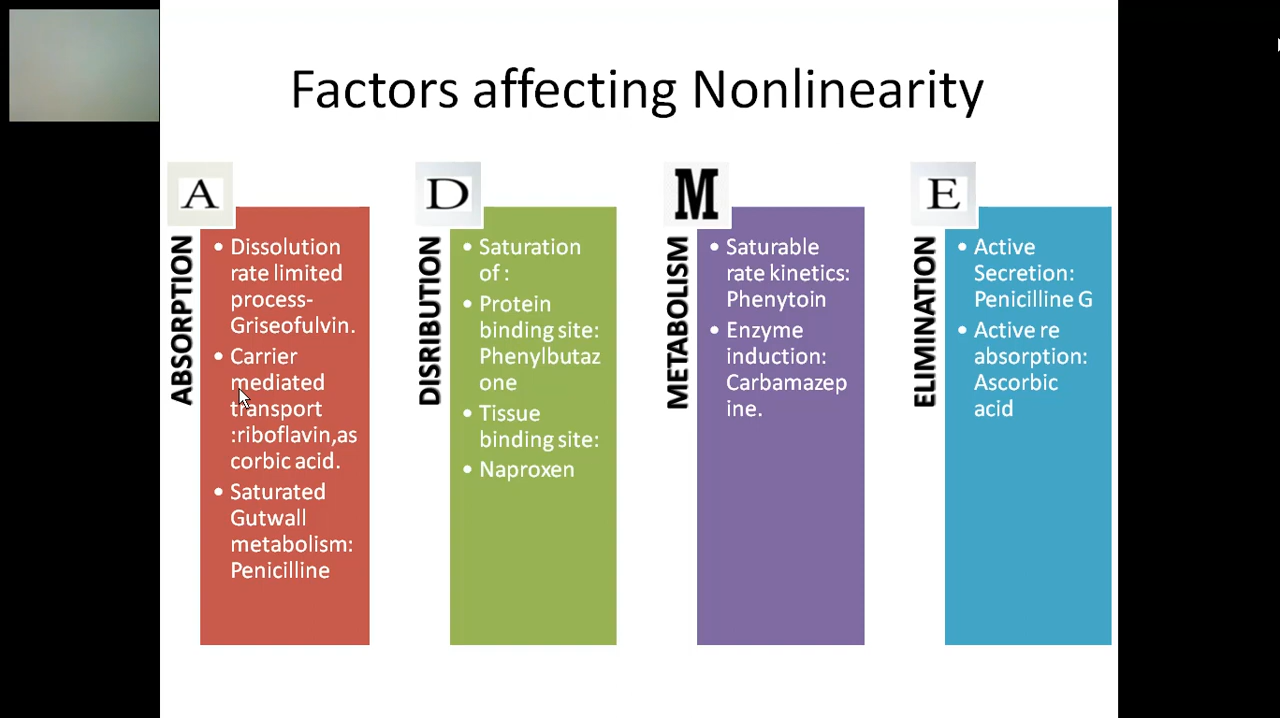 Factors affecting Nonlinearity
A
ABSORPTION
• Dissolution
rate limited
process-
Griseofulvin.
• Carrier
mediated
transport
:riboflavin,as
corbic acid.
• Saturated
Gutwall
metabolism:
Penicilline
D
DISRIBUTION
• Saturation
of :
• Protein
binding site:
Phenylbutaz
one
• Tissue
binding site:
• Naproxen
M
METABOLISM
• Saturable
rate kinetics:
Phenytoin
• Enzyme
induction:
Carbamazep
ine.
E
ELIMINATION
• Active
Secretion:
Penicilline G
• Active re
absorption:
Ascorbic
acid